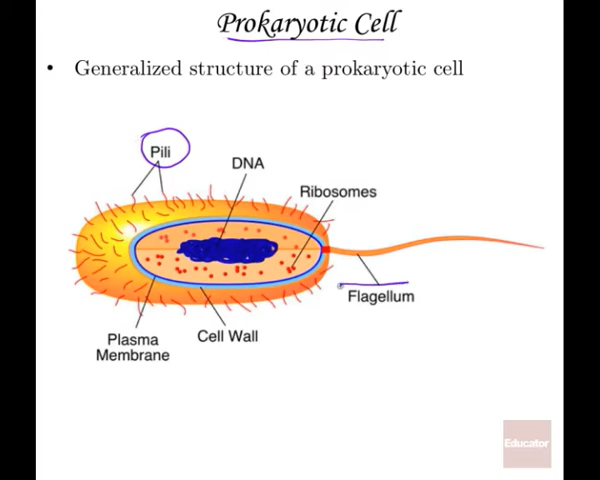 Prokaryotic Cell
• Generalized structure of a prokaryotic cell
Pili
DNA
Ribosomes
Flagellum
Plasma
Membrane
Cell Wall
Educator